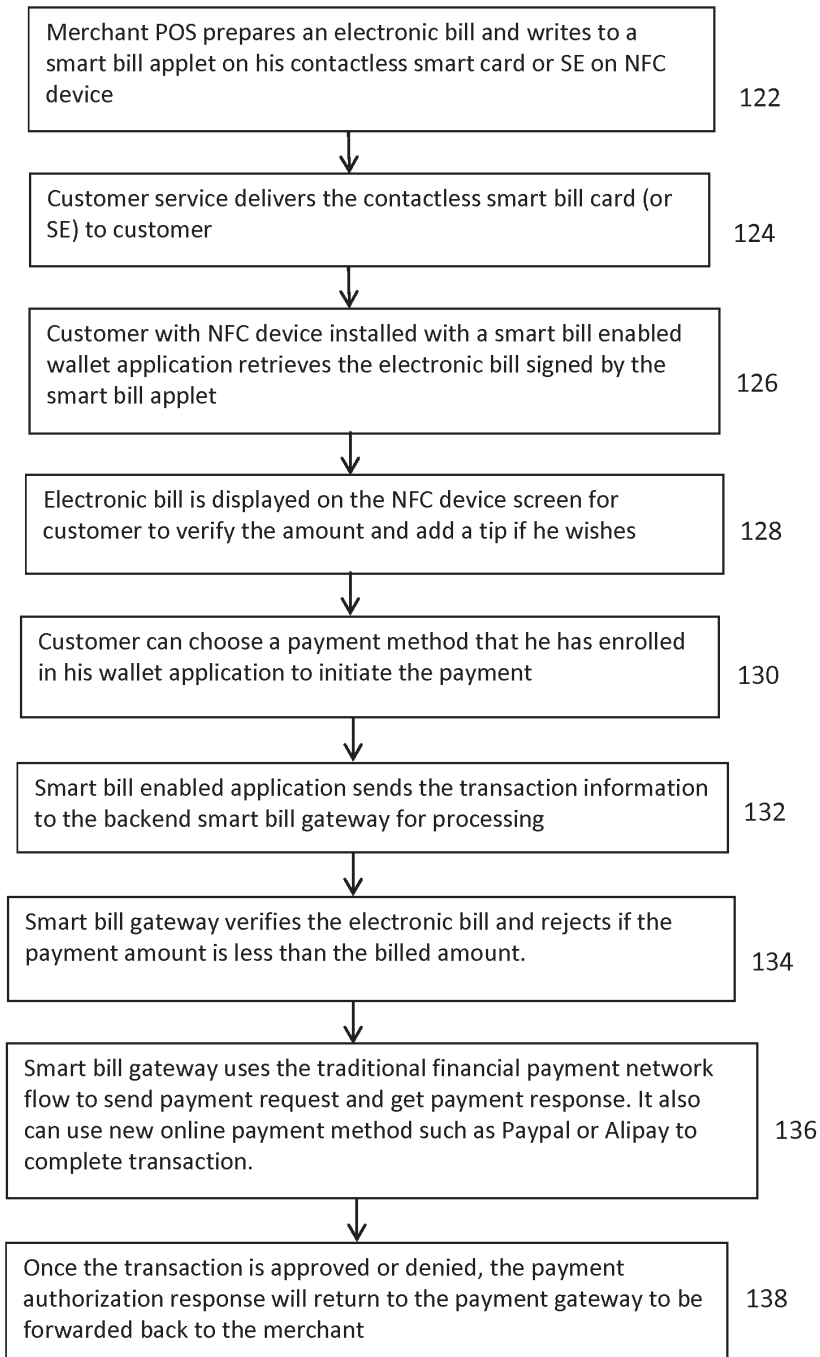 Merchant POS prepares an electronic bill and writes to a
smart bill applet on his contactless smart card or SE on NFC
device
122
Customer service delivers the contactless smart bill card (or
SE) to customer
124
Customer with NFC device installed with a smart bill enabled
wallet application retrieves the electronic bill signed by the
smart bill applet
126
Electronic bill is displayed on the NFC device screen for
customer to verify the amount and add a tip if he wishes
128
Customer can choose a payment method that he has enrolled
in his wallet application to initiate the payment
130
Smart bill enabled application sends the transaction information
to the backend smart bill gateway for processing
132
Smart bill gateway verifies the electronic bill and rejects if the
payment amount is less than the billed amount.
134
Smart bill gateway uses the traditional financial payment network
flow to send payment request and get payment response. It also
can use new online payment method such as Paypal or Alipay to
complete transaction.
136
Once the transaction is approved or denied, the payment
authorization response will return to the payment gateway to be
forwarded back to the merchant
138